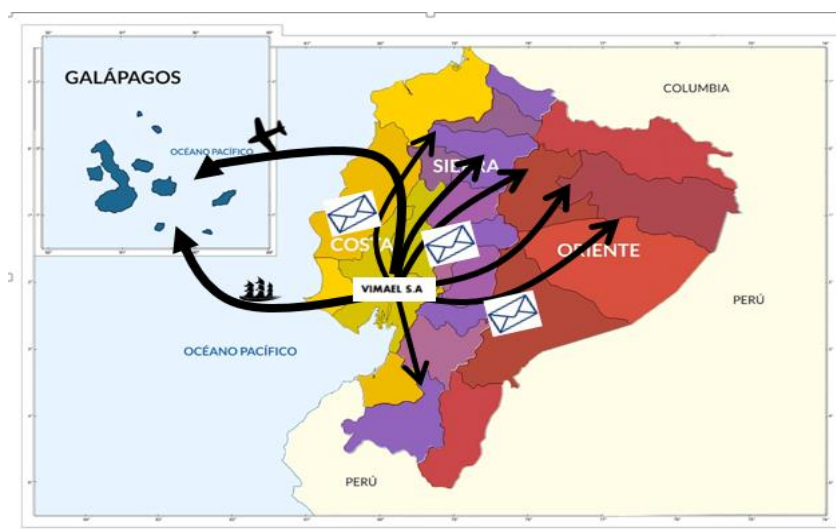 GALÁPAGOS
COLUMBIA
OCÉANO PACÍFICO
SIERRA
COSTA
ORIENTE
VIMAEL S.A
PERÚ
OCÉANO PACÍFICO
PERÚ